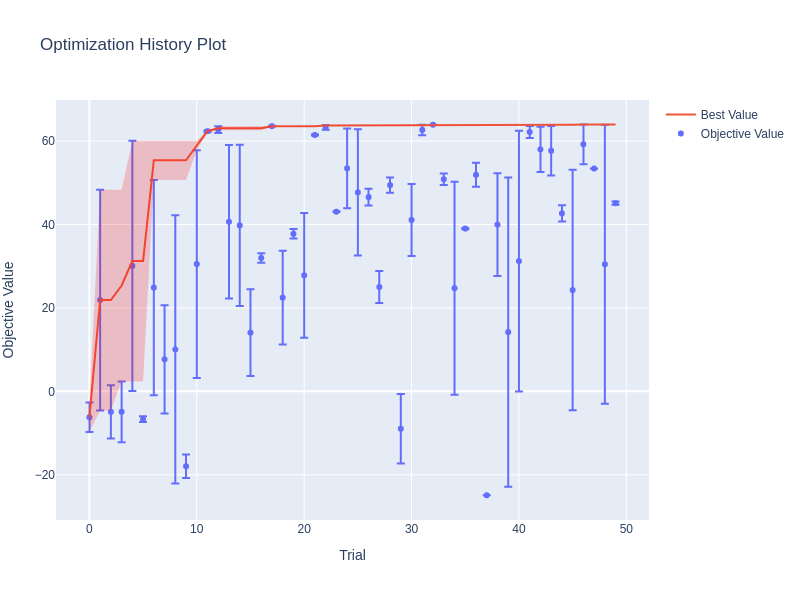 Optimization History Plot
Best Value
Objective Value
Objective Value
60
40
20
0
−20
0
10
20
30
40
50
Trial